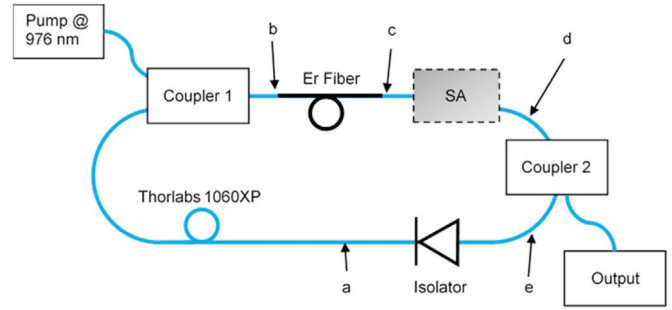 Pump @
976 nm
b
c
d
Er Fiber
Coupler 1
SA
Coupler 2
Thorlabs 1060XP
a
Isolator
e
Output